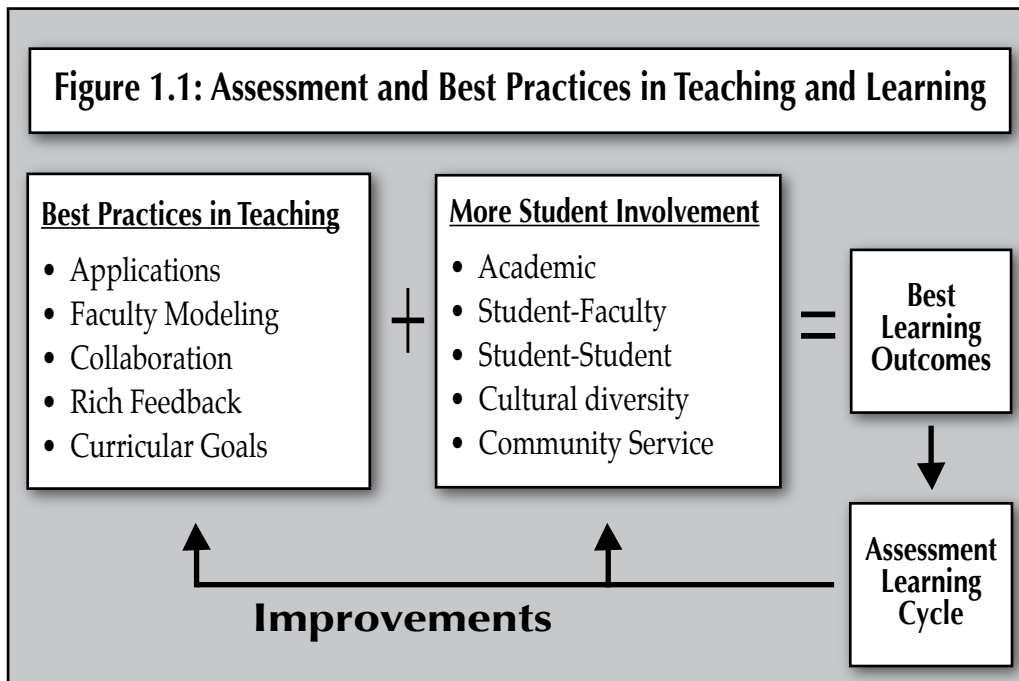 Figure 1.1: Assessment and Best Practices in Teaching and Learning
Best Practices in Teaching
• Applications
• Faculty Modeling
• Collaboration
• Rich Feedback
• Curricular Goals
+
More Student Involvement
• Academic
• Student-Faculty
• Student-Student
• Cultural diversity
• Community Service
=
Best
Learning
Outcomes
Assessment
Learning
Cycle
Improvements